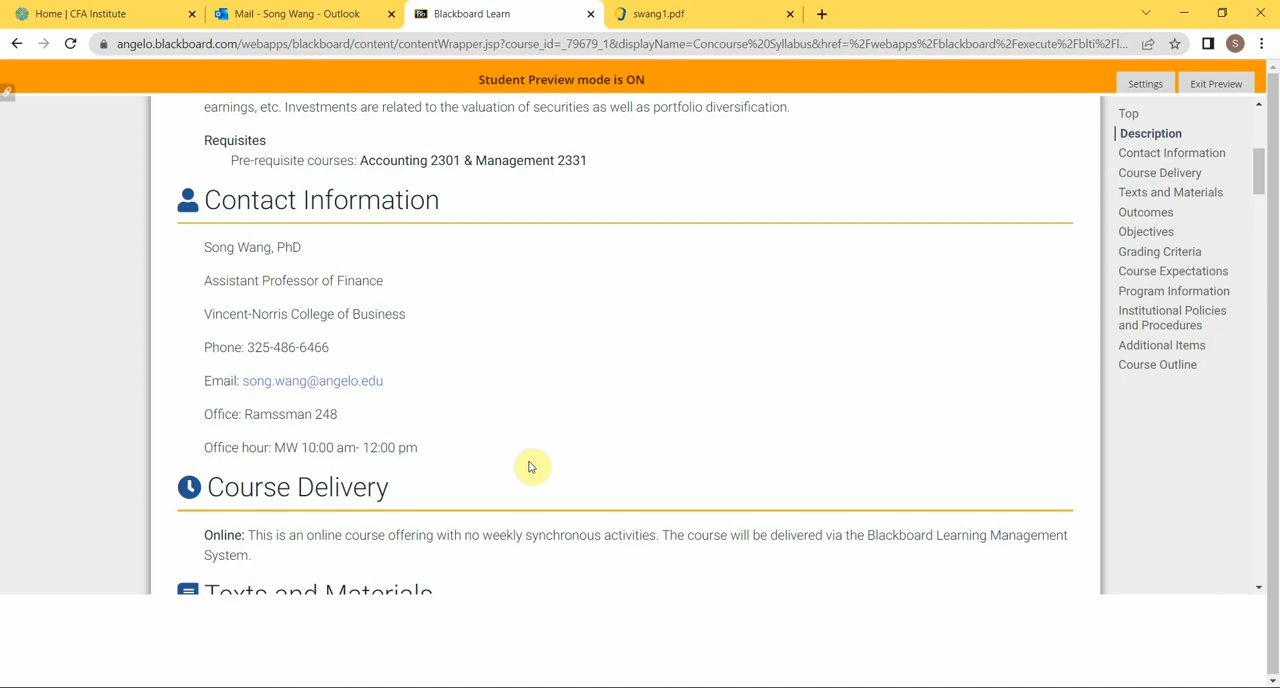 Home | CFA Institute
Mail - Song Wang - Outlook
Bb Blackboard Learn
swang1.pdf
angelo.blackboard.com/webapps/blackboard/content/contentWrapper.jsp?course_id=_79679_1&displayName=Concourse%20Syllabus&href=%2Fwebapps%2Fblackboard%2Fexecute%2Fblti%2Fl...
S
Student Preview mode is ON
Settings
Exit Preview
earnings, etc. Investments are related to the valuation of securities as well as portfolio diversification.
Requisites
Pre-requisite courses: Accounting 2301 & Management 2331
Contact Information
Song Wang, PhD
Assistant Professor of Finance
Vincent-Norris College of Business
Phone: 325-486-6466
Email: song.wang@angelo.edu
Office: Ramssman 248
Office hour: MW 10:00 am- 12:00 pm
Course Delivery
Online: This is an online course offering with no weekly synchronous activities. The course will be delivered via the Blackboard Learning Management
System.
Texts and Materials
Top
Description
Contact Information
Course Delivery
Texts and Materials
Outcomes
Objectives
Grading Criteria
Course Expectations
Program Information
Institutional Policies
and Procedures
Additional Items
Course Outline